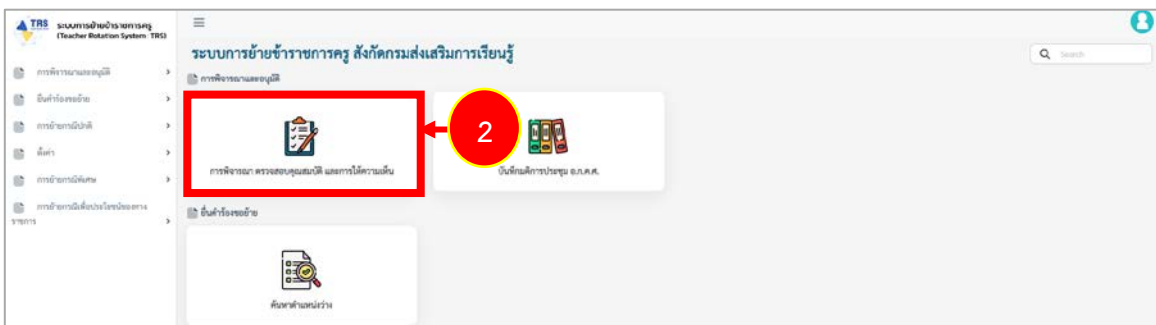 TRS ระบบการย้ายข้าราชการครู
(Teacher Rotation System: TRS)
ระบบการย้ายข้าราชการครู สังกัดกรมส่งเสริมการเรียนรู้
Search
การพิจารณาและอนุมัติ
ยื่นคำร้องขอย้าย
การย้ายกรณีปกติ
ตั้งค่า
การย้ายกรณีพิเศษ
การย้ายกรณีเพื่อประโยชน์ของทาง
ราชการ
การพิจารณาและอนุมัติ
2
การพิจารณา ตรวจสอบคุณสมบัติ และการให้ความเห็น
บันทึกมติการประชุม อ.ก.ค.ศ.
ยื่นคำร้องขอย้าย
ค้นหาตำแหน่งว่าง